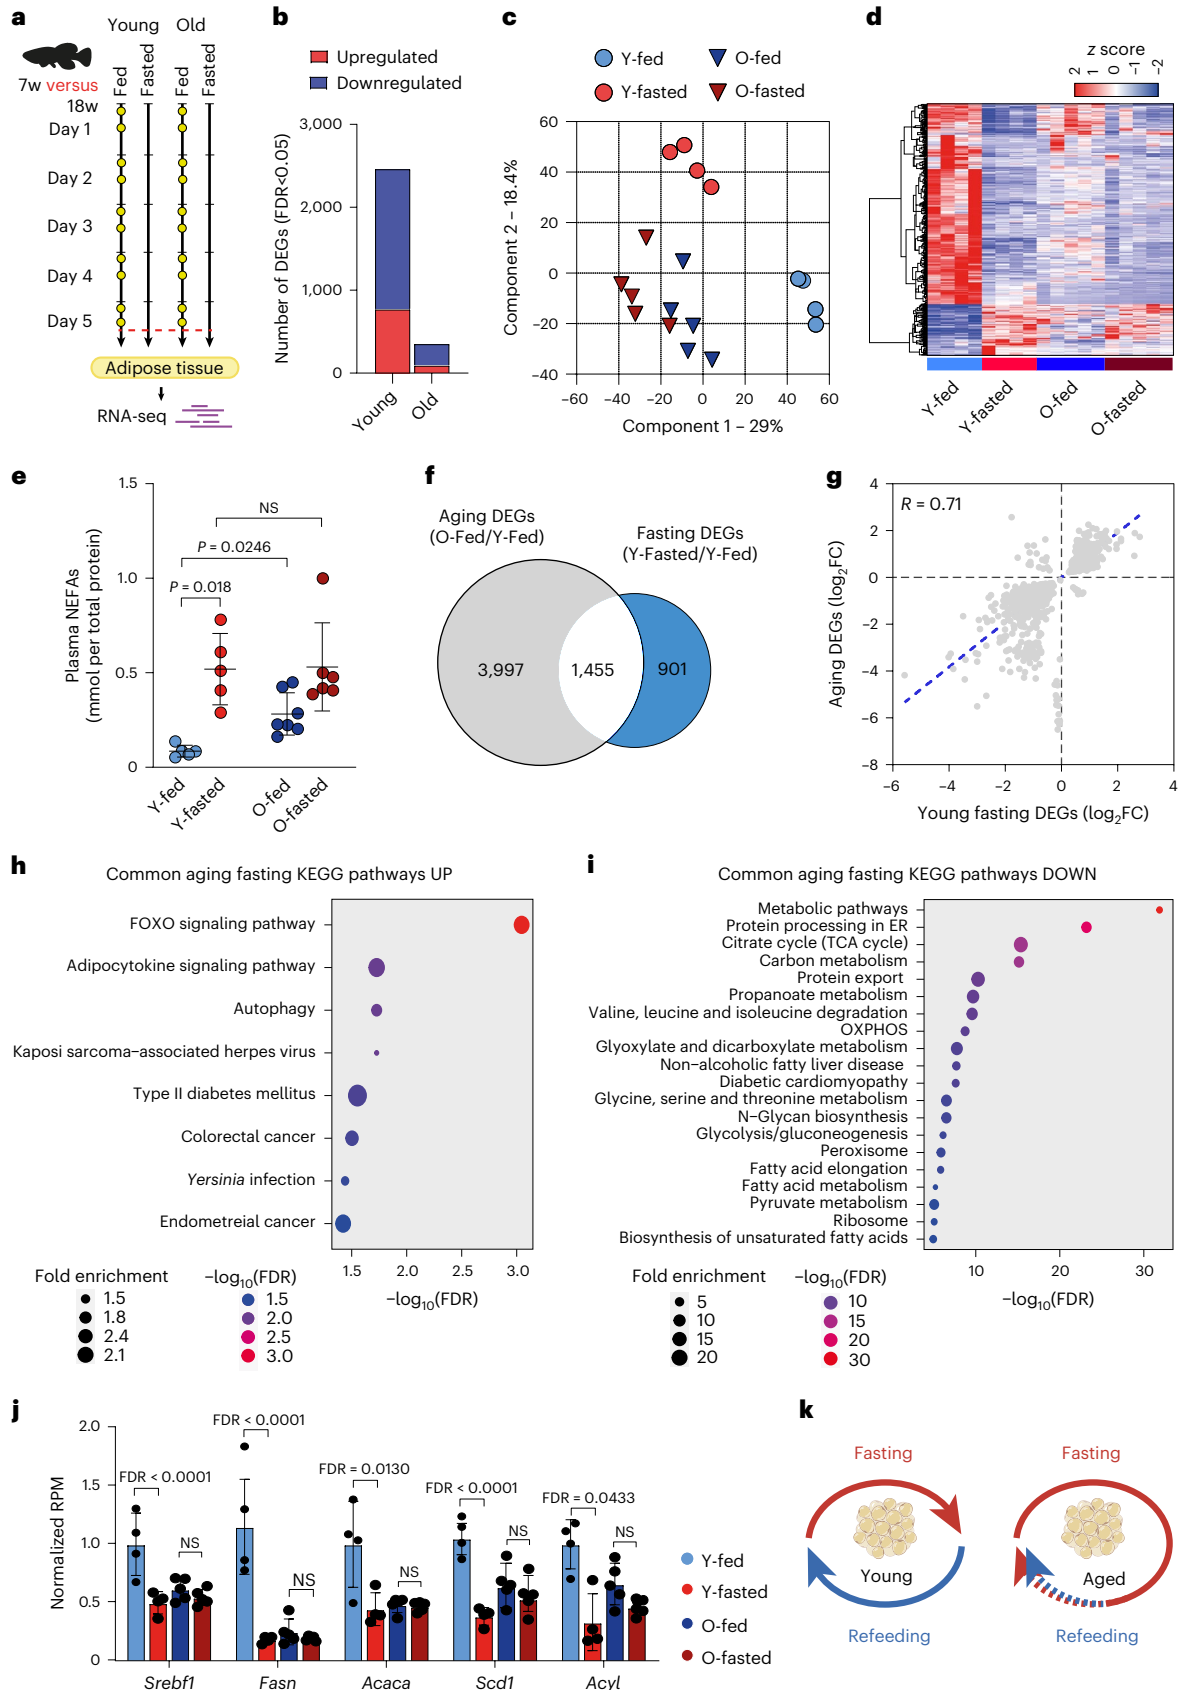 a
Young Old
7w versus
18w
Fed
Fasted
Fed
Fasted
Day 1
Day 2
Day 3
Day 4
Day 5
Adipose tissue
RNA-seq
b
Upregulated
Downregulated
Number of DEGs (FDR<0.05)
3,000
2,000
1,000
0
Young
Old
c
Y-fed
O-fed
Y-fasted
O-fasted
Component 2 – 18.4%
60
40
20
0
−20
−40
−60 −40 −20 0 20 40 60
Component 1 – 29%
d
z score
2 1 0 -1 -2
Y-fed
Y-fasted
O-fed
O-fasted
e
Plasma NEFAs
(mmol per total protein)
1.5
1.0
0.5
0
NS
P = 0.0246
P = 0.018
Y-fed
Y-fasted
O-fed
O-fasted
f
Aging DEGs
(O-Fed/Y-Fed)
Fasting DEGs
(Y-Fasted/Y-Fed)
3,997
1,455
901
g
R = 0.71
Aging DEGs (log2FC)
4
2
0
−2
−4
−6
−8
−6 −4 −2 0 2 4
Young fasting DEGs (log2FC)
h
Common aging fasting KEGG pathways UP
FOXO signaling pathway
Adipocytokine signaling pathway
Autophagy
Kaposi sarcoma–associated herpes virus
Type II diabetes mellitus
Colorectal cancer
Yersinia infection
Endometreial cancer
1.5 2.0 2.5 3.0
−log10(FDR)
Fold enrichment
1.5
1.8
2.4
2.1
−log10(FDR)
1.5
2.0
2.5
3.0
i
Common aging fasting KEGG pathways DOWN
Metabolic pathways
Protein processing in ER
Citrate cycle (TCA cycle)
Carbon metabolism
Protein export
Propanoate metabolism
Valine, leucine and isoleucine degradation
OXPHOS
Glyoxylate and dicarboxylate metabolism
Non−alcoholic fatty liver disease
Diabetic cardiomyopathy
Glycine, serine and threonine metabolism
N−Glycan biosynthesis
Glycolysis/gluconeogenesis
Peroxisome
Fatty acid elongation
Fatty acid metabolism
Pyruvate metabolism
Ribosome
Biosynthesis of unsaturated fatty acids
10 20 30
−log10(FDR)
Fold enrichment
5
10
15
20
−log10(FDR)
10
15
20
30
j
Normalized RPM
2.0
1.5
1.0
0.5
0
FDR < 0.0001
NS
FDR < 0.0001
NS
FDR = 0.0130
NS
FDR < 0.0001
NS
FDR = 0.0433
NS
Srebf1
Fasn
Acaca
Scd1
Acyl
Y-fed
Y-fasted
O-fed
O-fasted
k
Fasting
Young
Refeeding
Fasting
Aged
Refeeding